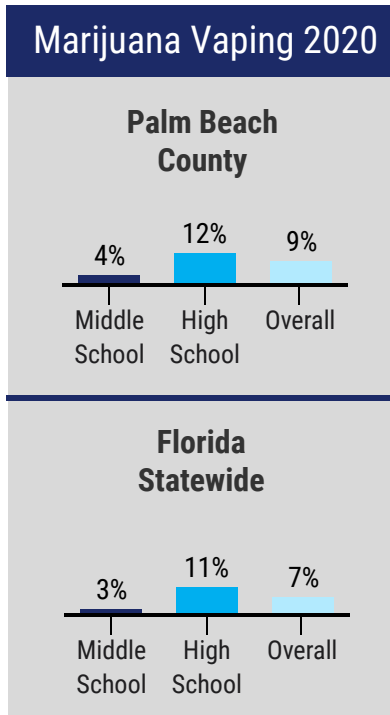 Marijuana Vaping 2020
Palm Beach
County
4%
12%
9%
Middle
School
High
School
Overall
Florida
Statewide
3%
11%
7%
Middle
School
High
School
Overall